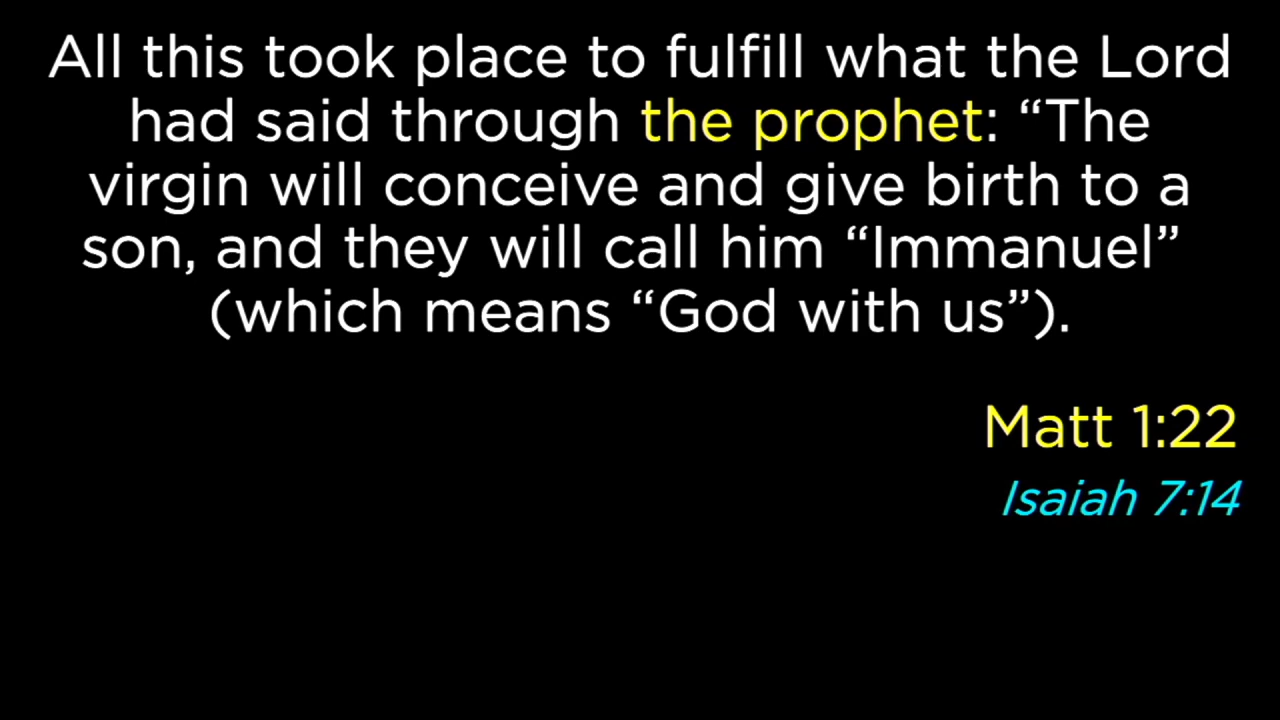 All this took place to fulfill what the Lord
had said through the prophet: “The
virgin will conceive and give birth to a
son, and they will call him “Immanuel”
(which means “God with us”).
Matt 1:22
Isaiah 7:14